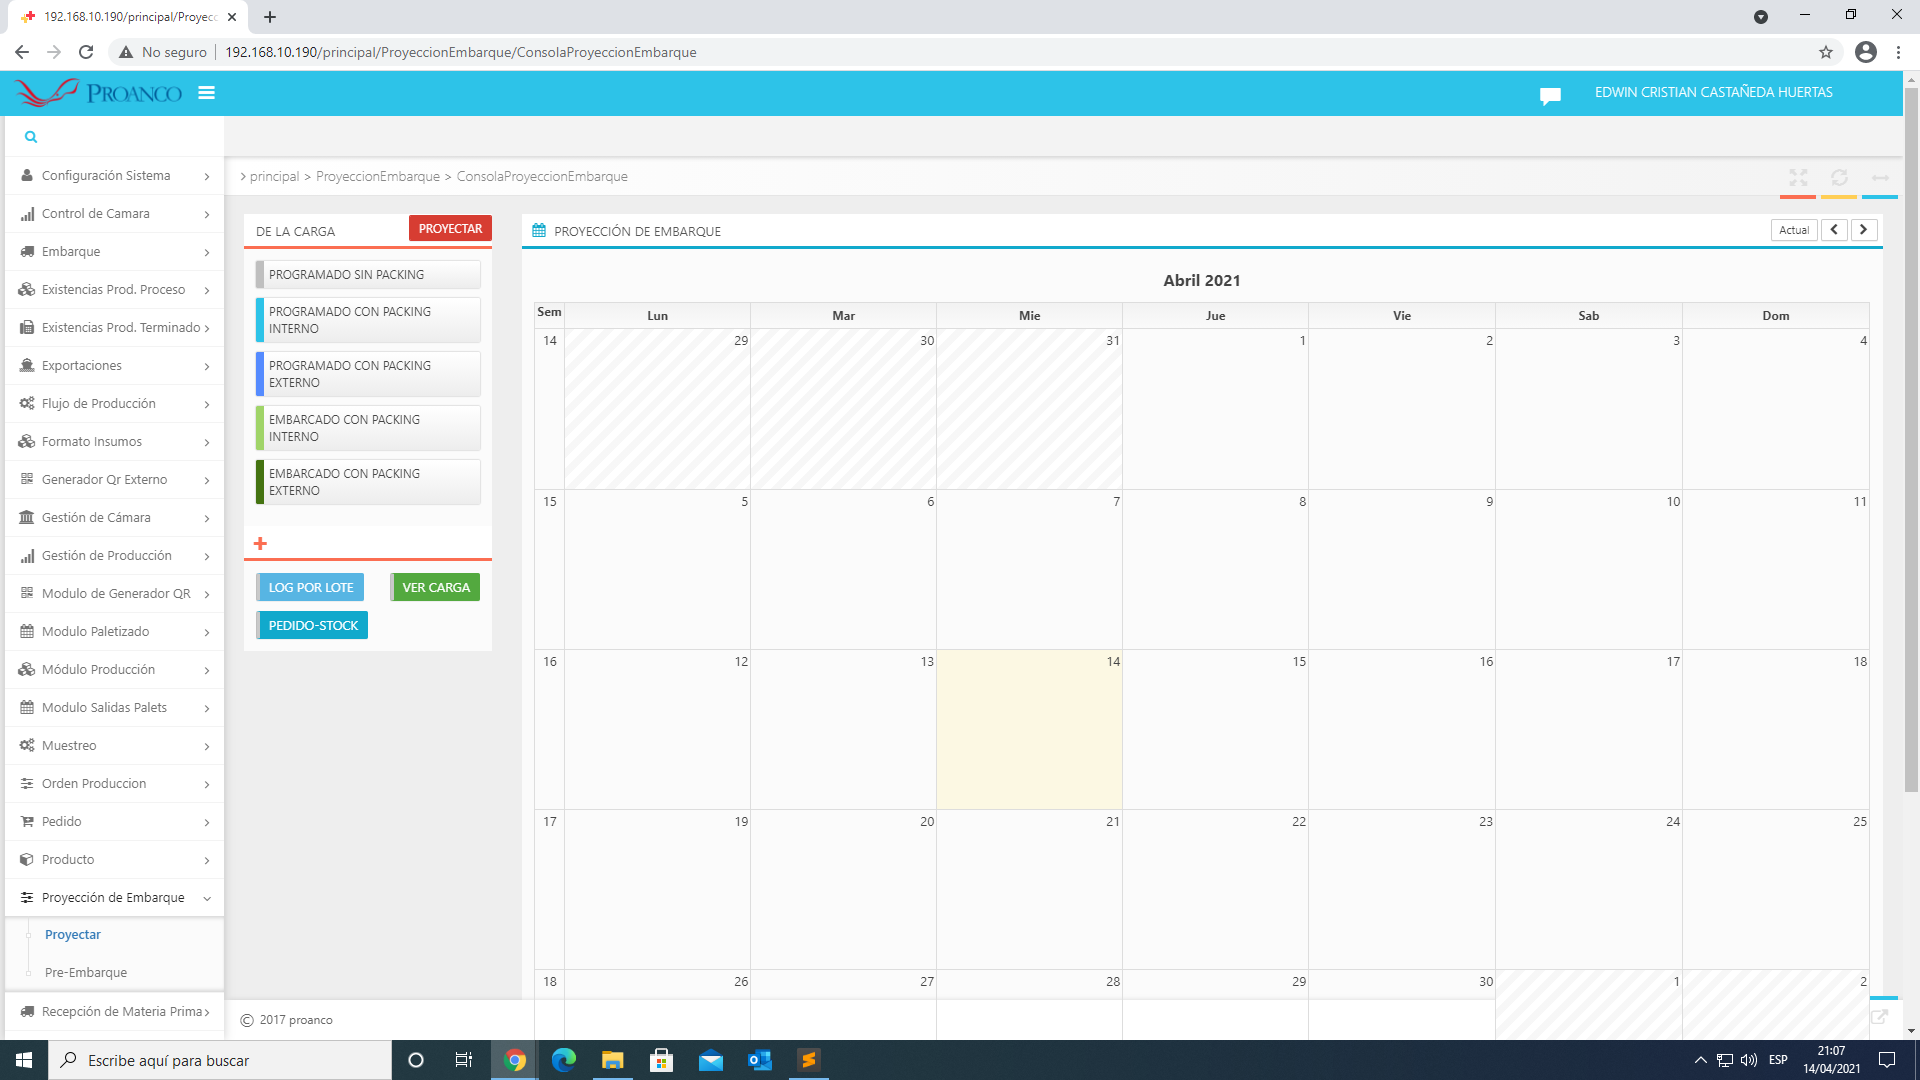 192.168.10.190/principal/Proyecc
No seguro
192.168.10.190/principal/ProyeccionEmbarque/ConsolaProyeccionEmbarque
PROANCO
EDWIN CRISTIAN CASTAÑEDA HUERTAS
Configuración Sistema
Control de Camara
Embarque
Existencias Prod. Proceso
Existencias Prod. Terminado
Exportaciones
Flujo de Producción
Formato Insumos
Generador Qr Externo
Gestión de Cámara
Gestión de Producción
Modulo de Generador QR
Modulo Paletizado
Módulo Producción
Modulo Salidas Palets
Muestreo
Orden Produccion
Pedido
Producto
Proyección de Embarque
Proyectar
Pre-Embarque
Recepción de Materia Prima
> principal > ProyeccionEmbarque > ConsolaProyeccionEmbarque
DE LA CARGA
PROYECTAR
PROGRAMADO SIN PACKING
PROGRAMADO CON PACKING
INTERNO
PROGRAMADO CON PACKING
EXTERNO
EMBARCADO CON PACKING
INTERNO
EMBARCADO CON PACKING
EXTERNO
LOG POR LOTE
VER CARGA
PEDIDO-STOCK
PROYECCIÓN DE EMBARQUE
Actual
Abril 2021
Sem Lun Mar Mie Jue Vie Sab Dom
14 29 30 31 1 2 3 4
15 5 6 7 8 9 10 11
16 12 13 14 15 16 17 18
17 19 20 21 22 23 24 25
18 26 27 28 29 30 1 2
© 2017 proanco
Escribe aquí para buscar
ESP
21:07
14/04/2021